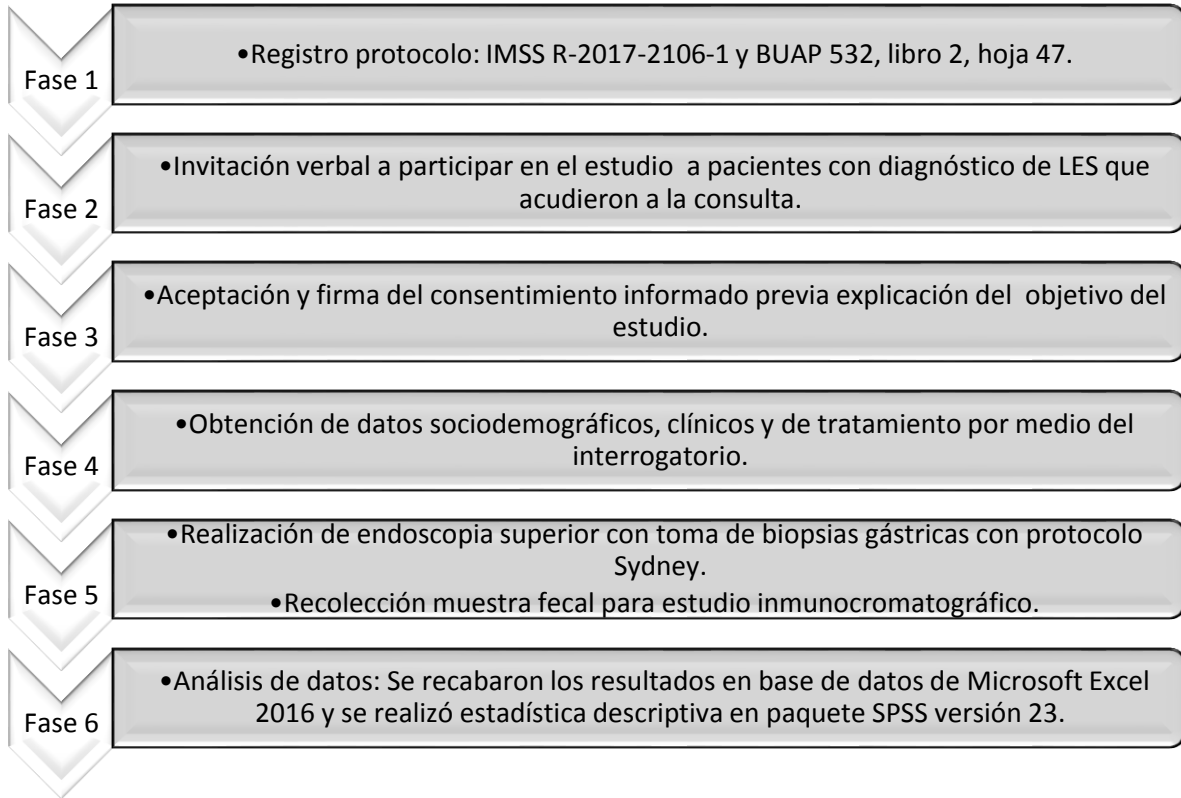 Fase 1
•Registro protocolo: IMSS R-2017-2106-1 y BUAP 532, libro 2, hoja 47.
Fase 2
•Invitación verbal a participar en el estudio a pacientes con diagnóstico de LES que
acudieron a la consulta.
Fase 3
•Aceptación y firma del consentimiento informado previa explicación del objetivo del
estudio.
Fase 4
•Obtención de datos sociodemográficos, clínicos y de tratamiento por medio del
interrogatorio.
Fase 5
•Realización de endoscopia superior con toma de biopsias gástricas con protocolo
Sydney.
•Recolección muestra fecal para estudio inmunocromatográfico.
Fase 6
•Análisis de datos: Se recabaron los resultados en base de datos de Microsoft Excel
2016 y se realizó estadística descriptiva en paquete SPSS versión 23.